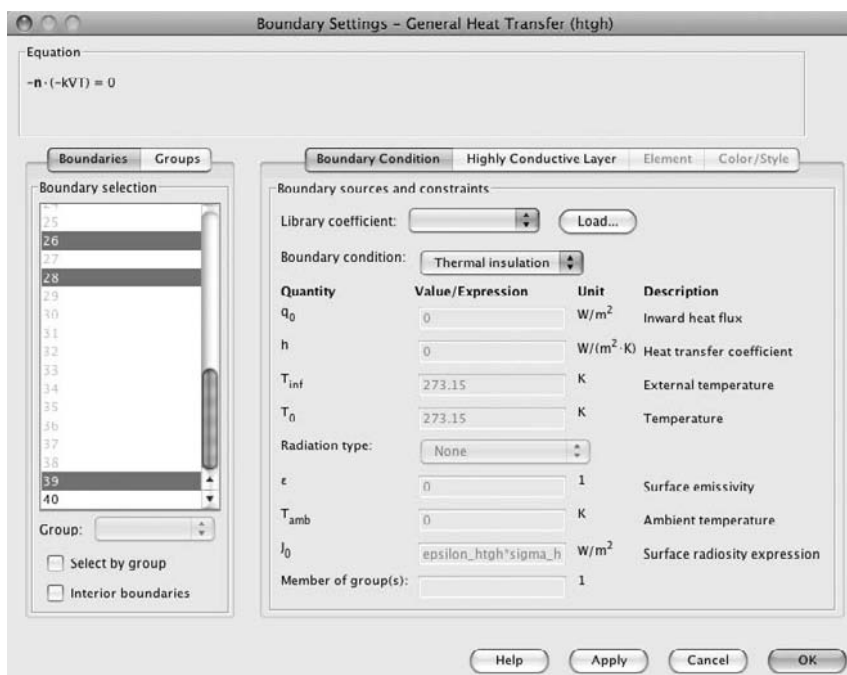 Boundary Settings – General Heat Transfer (htgh)
Equation
-n·(-k∇T) = 0
Boundaries Groups
Boundary selection
25
26
27
28
29
30
31
32
33
34
35
36
37
38
39
40
Group:
Select by group
Interior boundaries
Boundary Condition Highly Conductive Layer Element Color/Style
Boundary sources and constraints
Library coefficient: Load...
Boundary condition: Thermal insulation
Quantity Value/Expression Unit Description
q0 0 W/m2 Inward heat flux
h 0 W/(m2·K) Heat transfer coefficient
Tinf 273.15 K External temperature
T0 273.15 K Temperature
Radiation type: None
ε 0 1 Surface emissivity
Tamb 0 K Ambient temperature
J0 epsilon_htgh*sigma_h W/m2 Surface radiosity expression
Member of group(s): 1
Help Apply Cancel OK